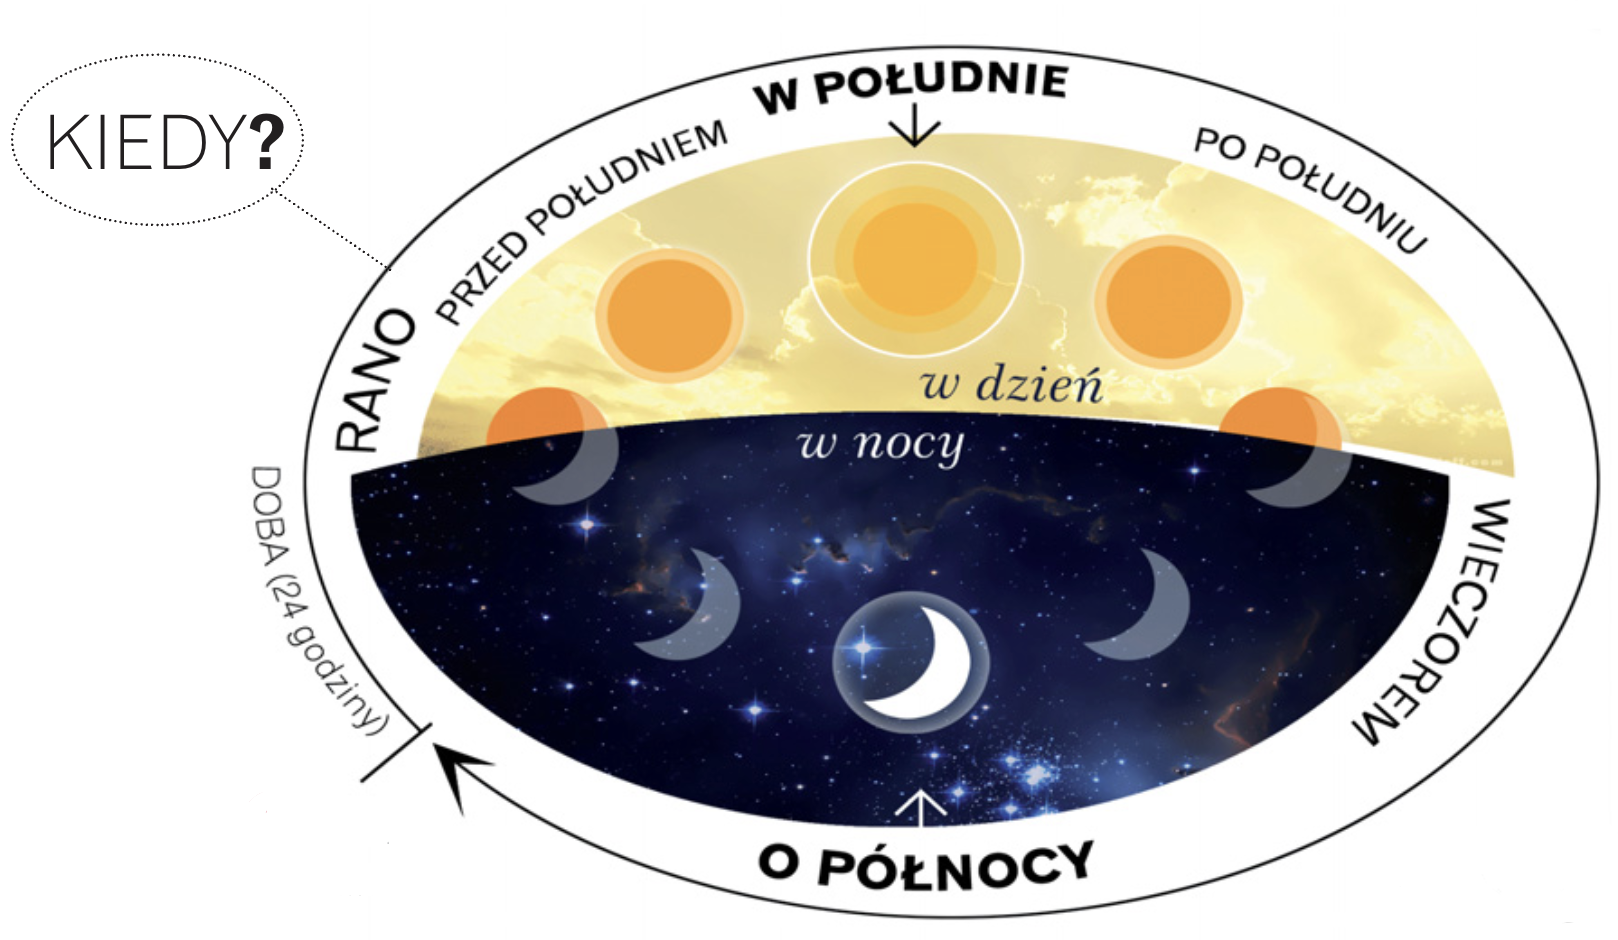 KIEDY?
RANO
PRZED POŁUDNIEM
W POŁUDNIE
PO POŁUDNIU
WIECZOREM
O PÓŁNOCY
w dzień
w nocy
DOBA (24 godziny)